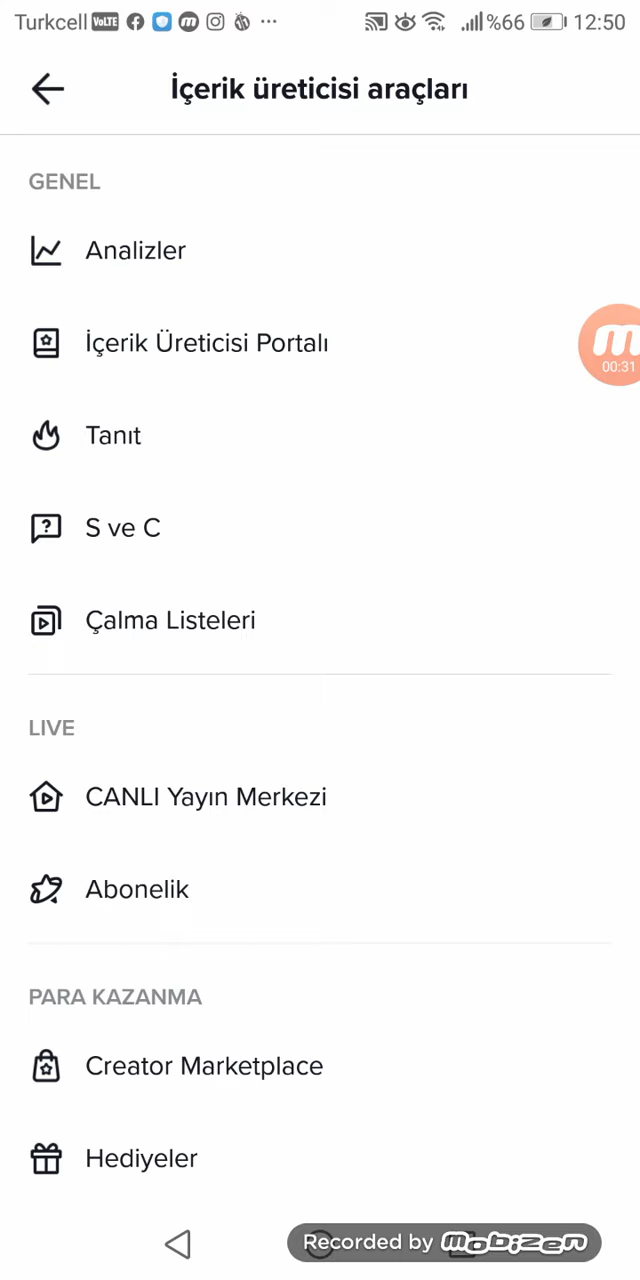 Turkcell VoLTE %66 12:50
İçerik üreticisi araçları
GENEL
Analizler
İçerik Üreticisi Portalı
00:31
Tanıt
S ve C
Çalma Listeleri
LIVE
CANLI Yayın Merkezi
Abonelik
PARA KAZANMA
Creator Marketplace
Hediyeler
Recorded by mobizen